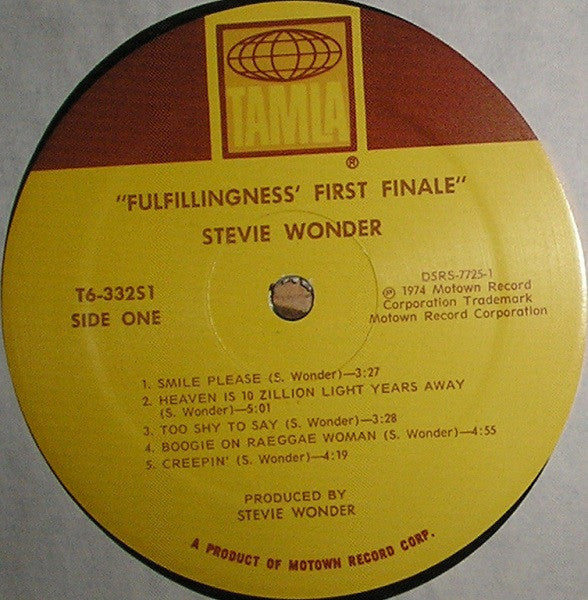 TAMLA
®
"FULFILLINGNESS' FIRST FINALE"
STEVIE WONDER
T6-332S1
SIDE ONE
DSRS-7725-1
℗ 1974 Motown Record
Corporation Trademark
Motown Record Corporation
1. SMILE PLEASE (S. Wonder)—3:27
2. HEAVEN IS 10 ZILLION LIGHT YEARS AWAY
(S. Wonder)—5:01
3. TOO SHY TO SAY (S. Wonder)—3:28
4. BOOGIE ON RAEGGAE WOMAN (S. Wonder)—4:55
5. CREEPIN' (S. Wonder)—4:19
PRODUCED BY
STEVIE WONDER
A PRODUCT OF MOTOWN RECORD CORP.